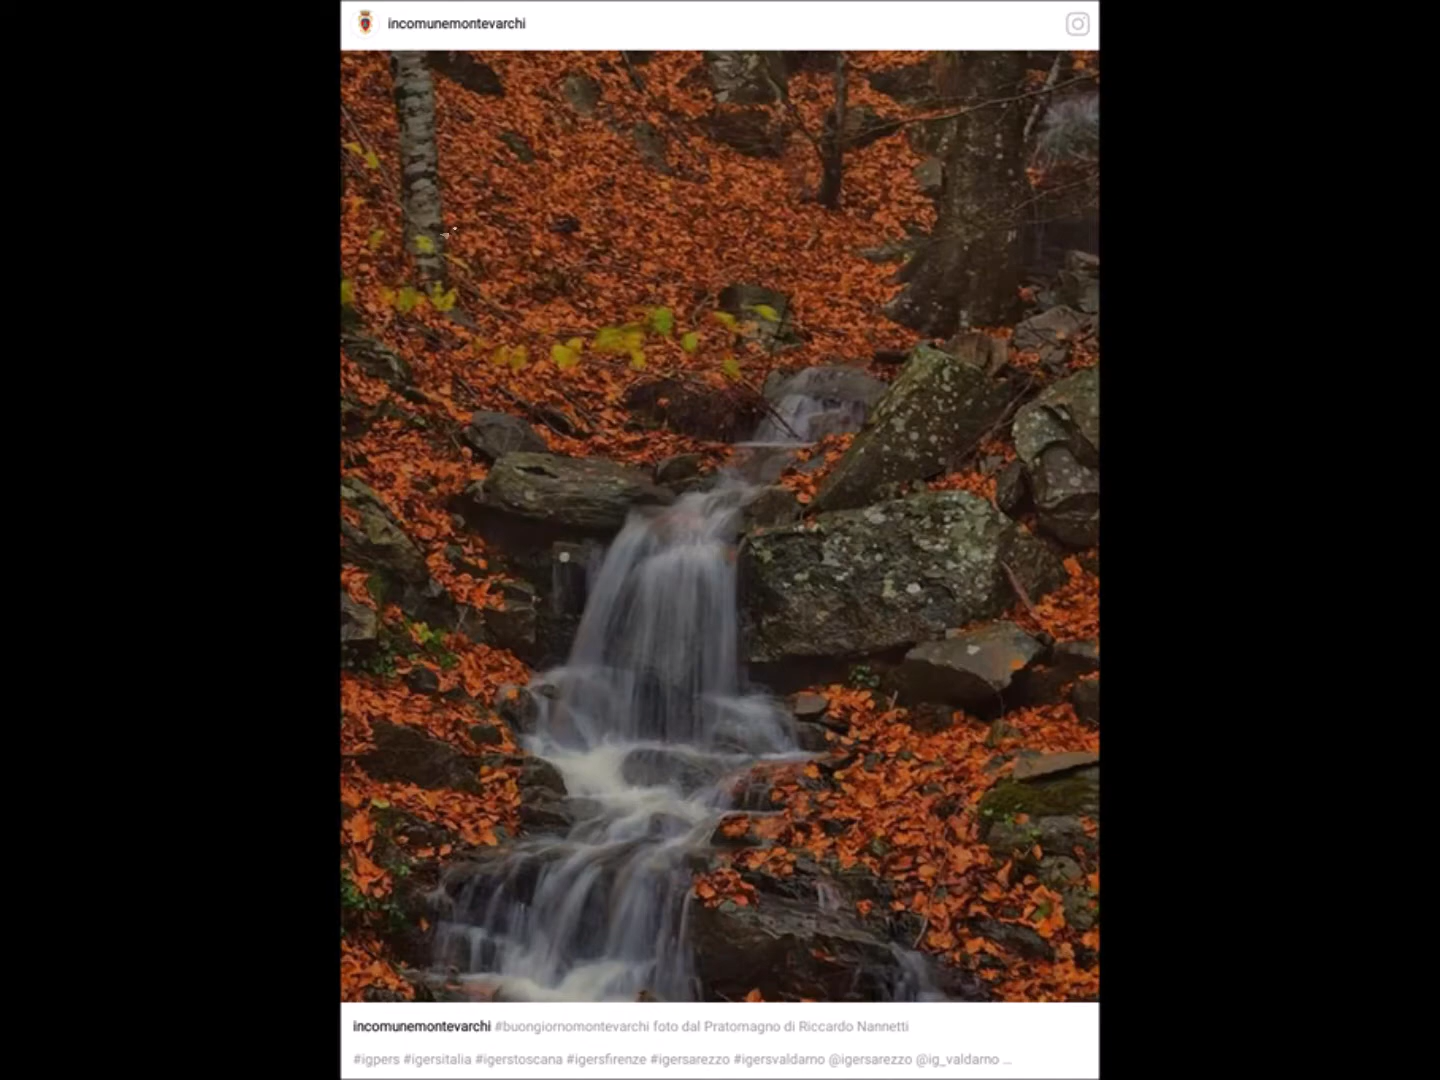 incomunemontevarchi
incomunemontevarchi #buongiornomontevarchi foto dal Pratomagno di Riccardo Nannetti
#igpers #igersitalia #igerstoscana #igersfirenze #igersarezzo #igersvaldarno @igersarezzo @ig_valdarno ...